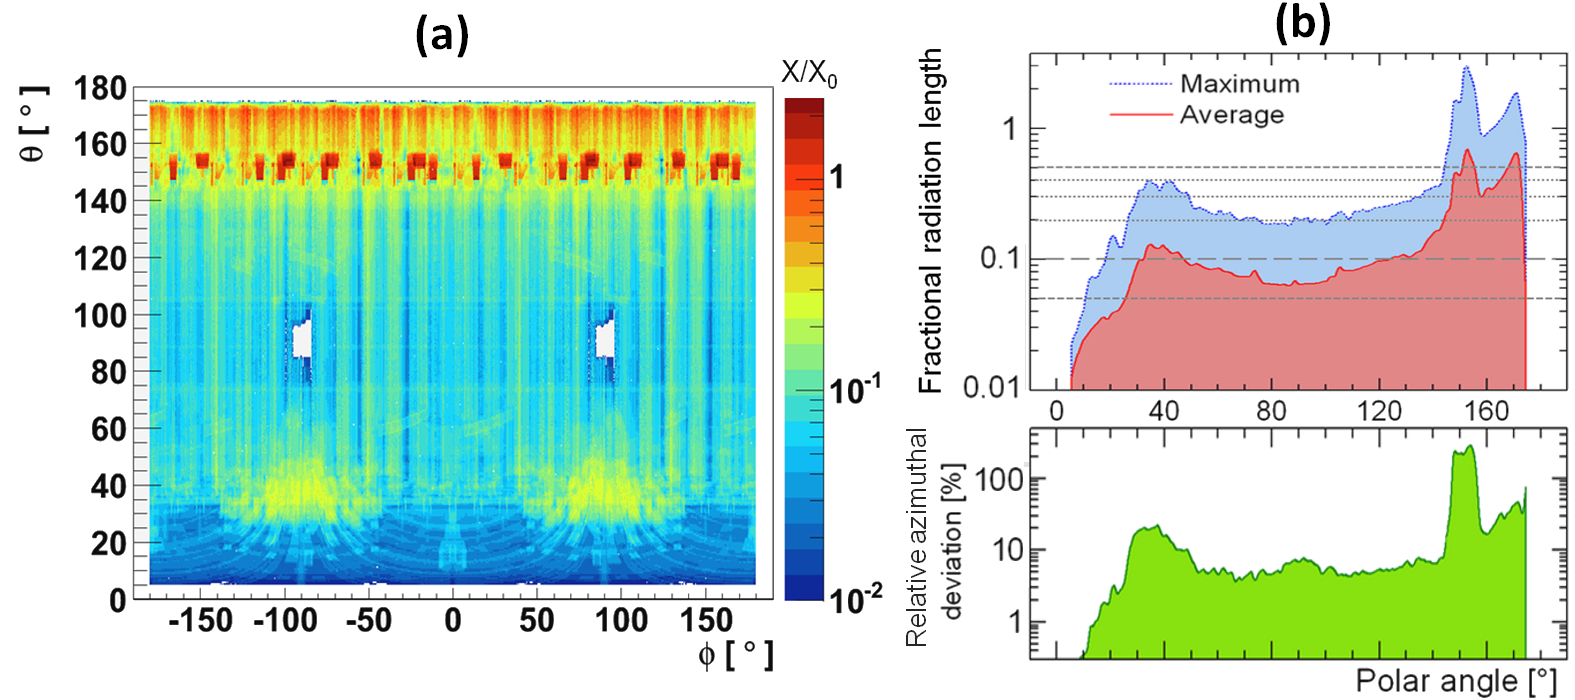 (a)
θ [ ° ]
180
160
140
120
100
80
60
40
20
0
-150 -100 -50 0 50 100 150
ϕ [ ° ]
X/X0
1
10-1
10-2
(b)
Fractional radiation length
1
0.1
0.01
Maximum
Average
0 40 80 120 160
Relative azimuthal
deviation [%]
100
10
1
Polar angle [°]